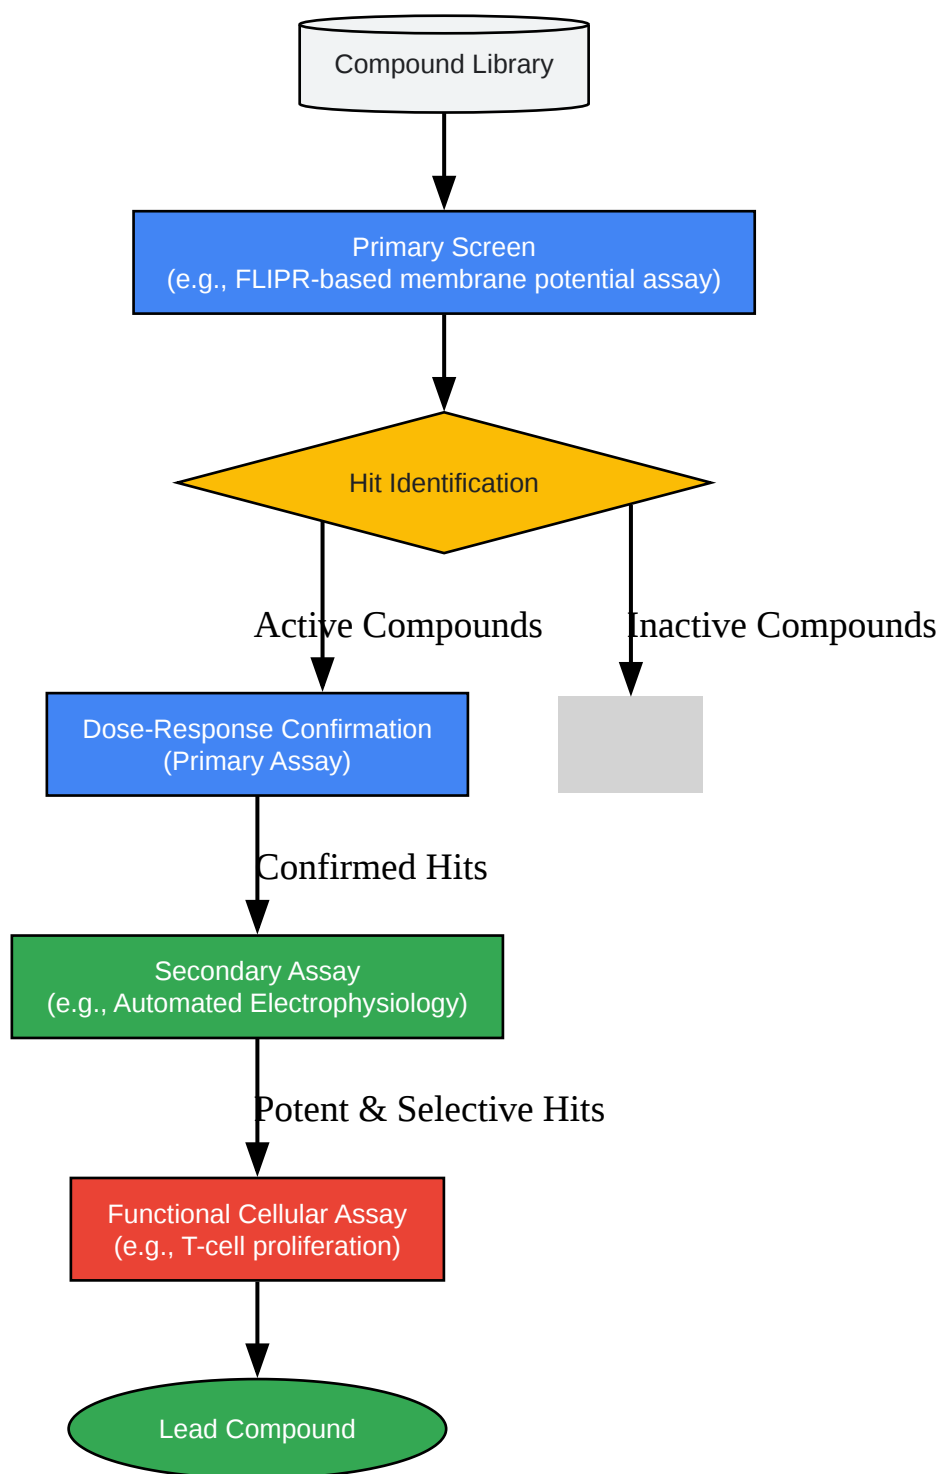 Compound Library
Primary Screen
(e.g., FLIPR-based membrane potential assay)
Hit Identification
Active Compounds
Inactive Compounds
Dose-Response Confirmation
(Primary Assay)
Confirmed Hits
Secondary Assay
(e.g., Automated Electrophysiology)
Potent & Selective Hits
Functional Cellular Assay
(e.g., T-cell proliferation)
Lead Compound